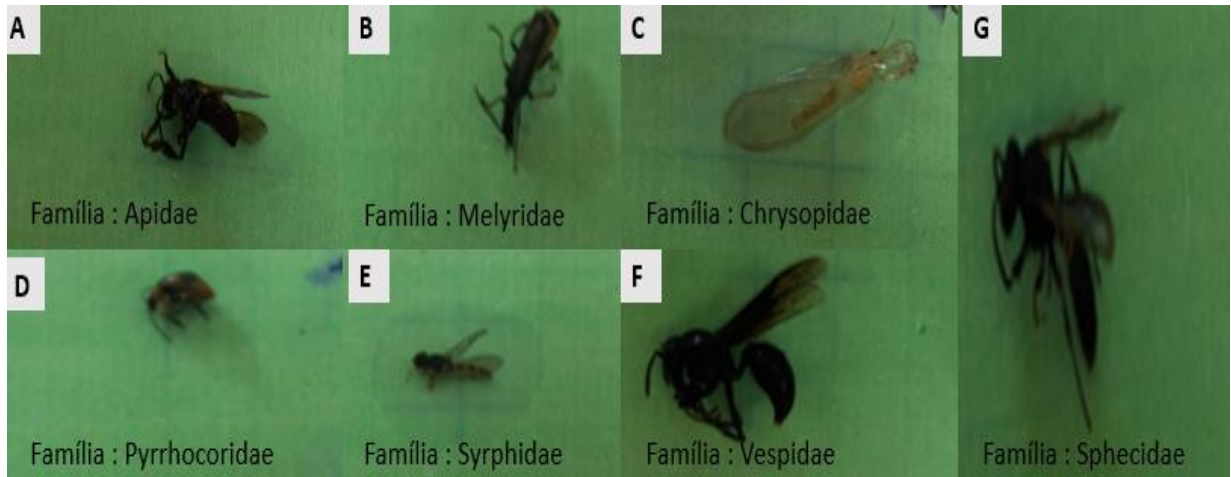 A
Família : Apidae
B
Família : Melyridae
C
Família : Chrysopidae
D
Família : Pyrrhocoridae
E
Família : Syrphidae
F
Família : Vespidae
G
Família : Sphecidae